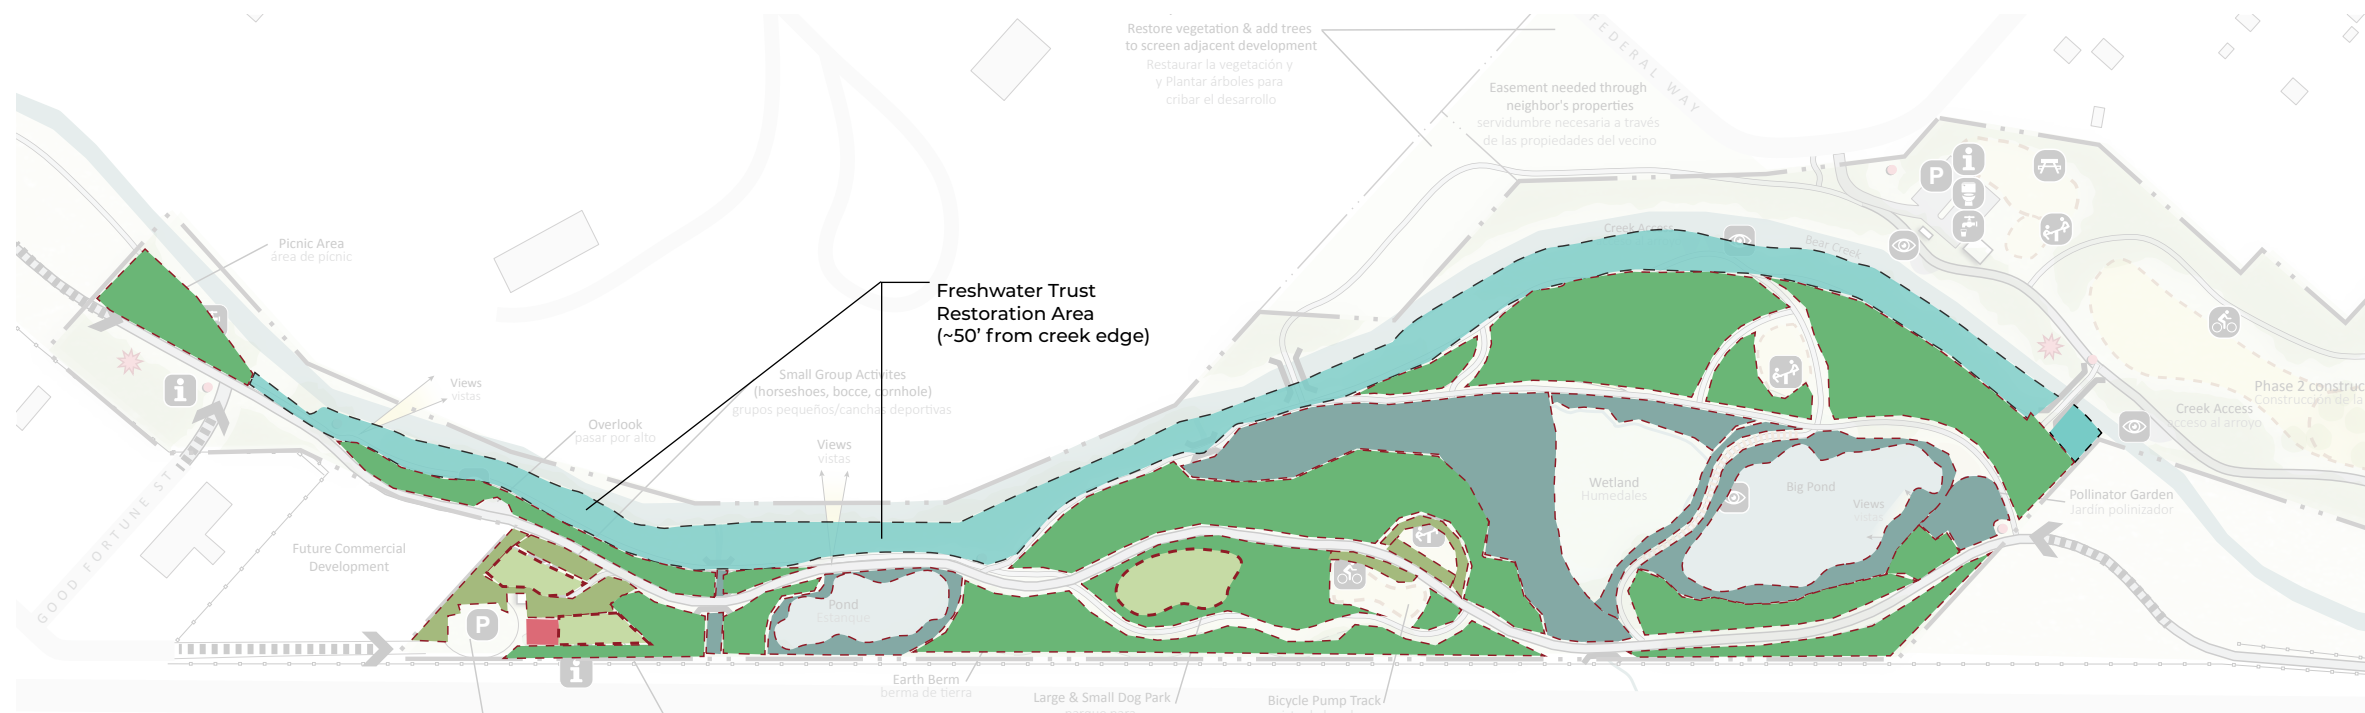 Restore vegetation & add trees
to screen adjacent development
Restaurar la vegetación y
y Plantar árboles para
cribar el desarrollo
FEDERAL WAY
Easement needed through
neighbor's properties
servidumbre necesaria a través
de las propiedades del vecino
P
i
Picnic Area
área de picnic
Creek Access
Bear Creek
Freshwater Trust
Restoration Area
(~50' from creek edge)
Views
vistas
Small Group Activites
(horseshoes, bocce, cornhole)
grupos pequeños/canchas deportivas
i
Overlook
pasar por alto
Views
vistas
Phase 2 construc
Construcción de la
Creek Access
acceso al arroyo
Wetland
Humedales
Big Pond
Views
vistas
Pollinator Garden
Jardín polinizador
GOOD FORTUNE ST
Future Commercial
Development
P
Pond
Estanque
i
Earth Berm
berma de tierra
Large & Small Dog Park
Bicycle Pump Track